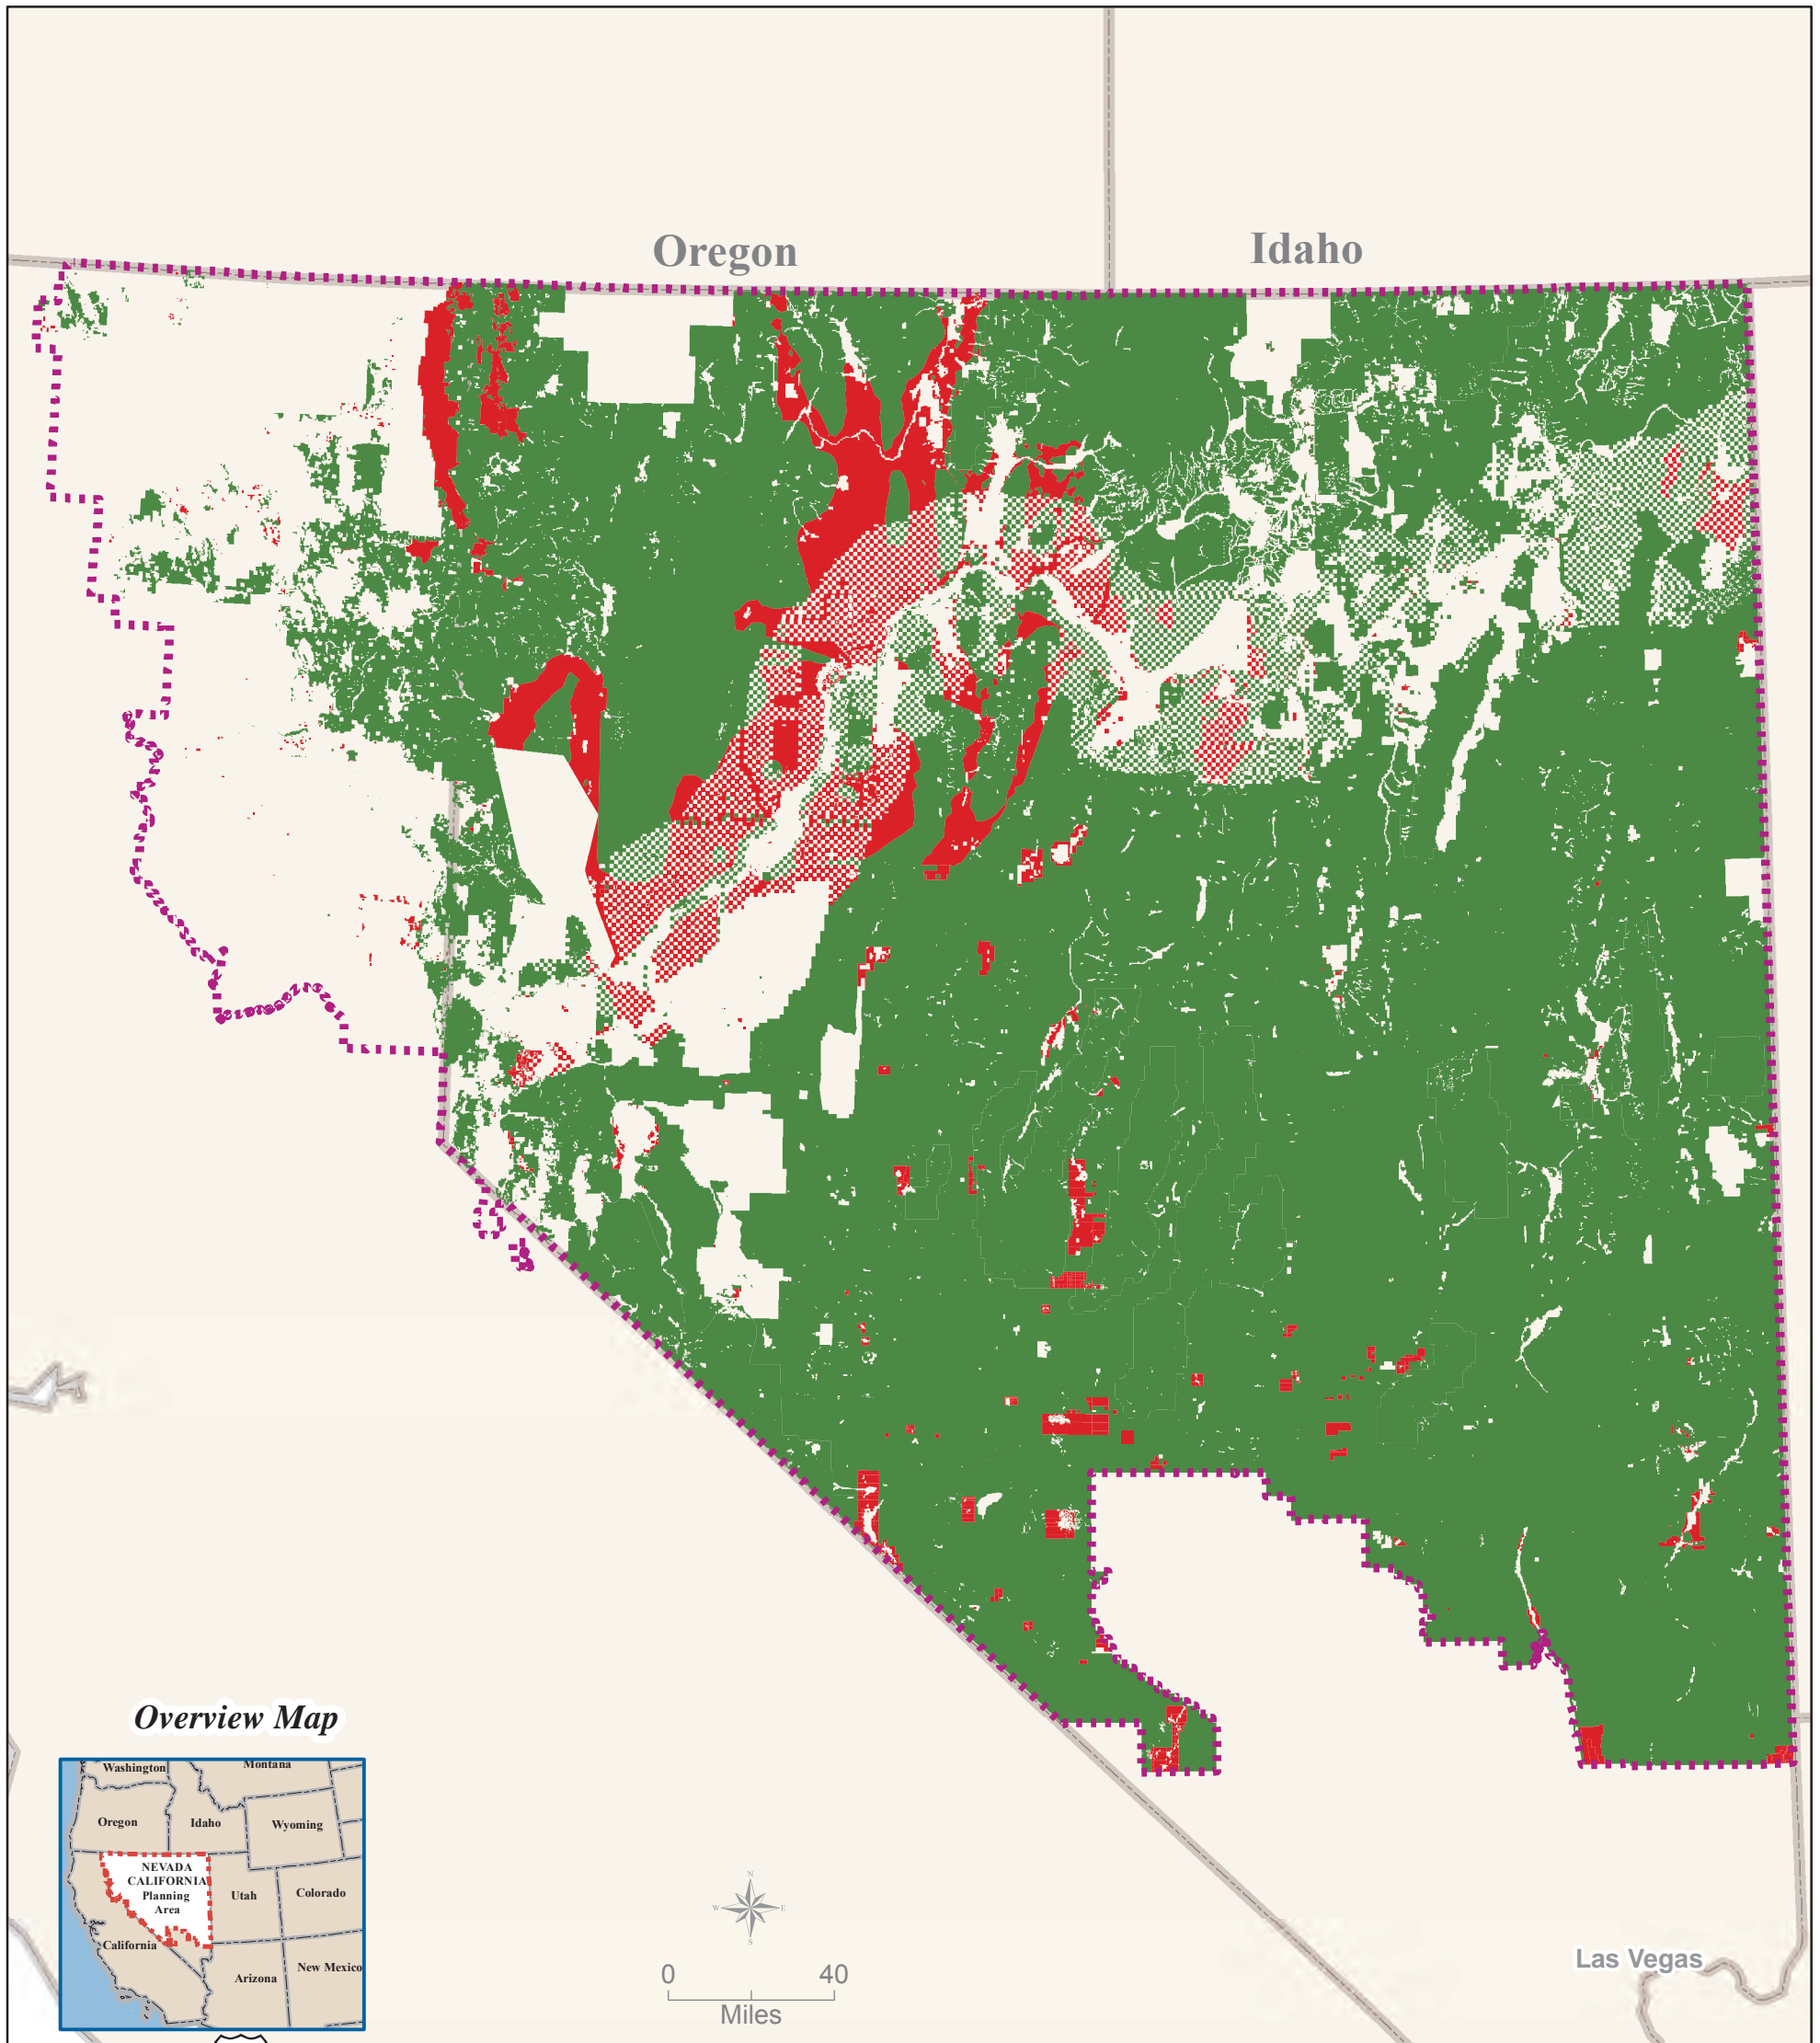 Oregon
Idaho
Overview Map
Washington
Montana
Oregon
Idaho
Wyoming
NEVADA
CALIFORNIA
Planning
Area
Utah
Colorado
California
Arizona
New Mexico
N
W
E
S
0
40
Miles
Las Vegas